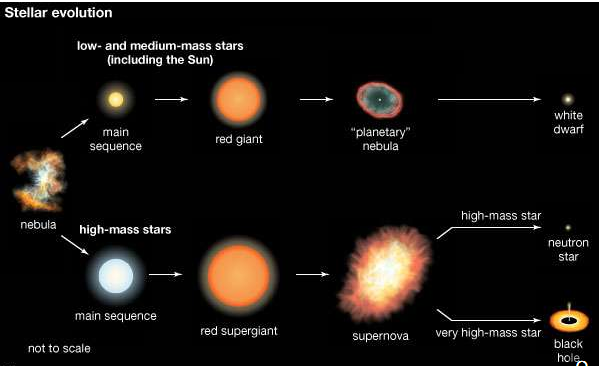 Stellar evolution
low- and medium-mass stars
(including the Sun)
main
sequence
red giant
"planetary"
nebula
white
dwarf
nebula
high-mass stars
main sequence
red supergiant
supernova
high-mass star
neutron
star
very high-mass star
black
hole
not to scale